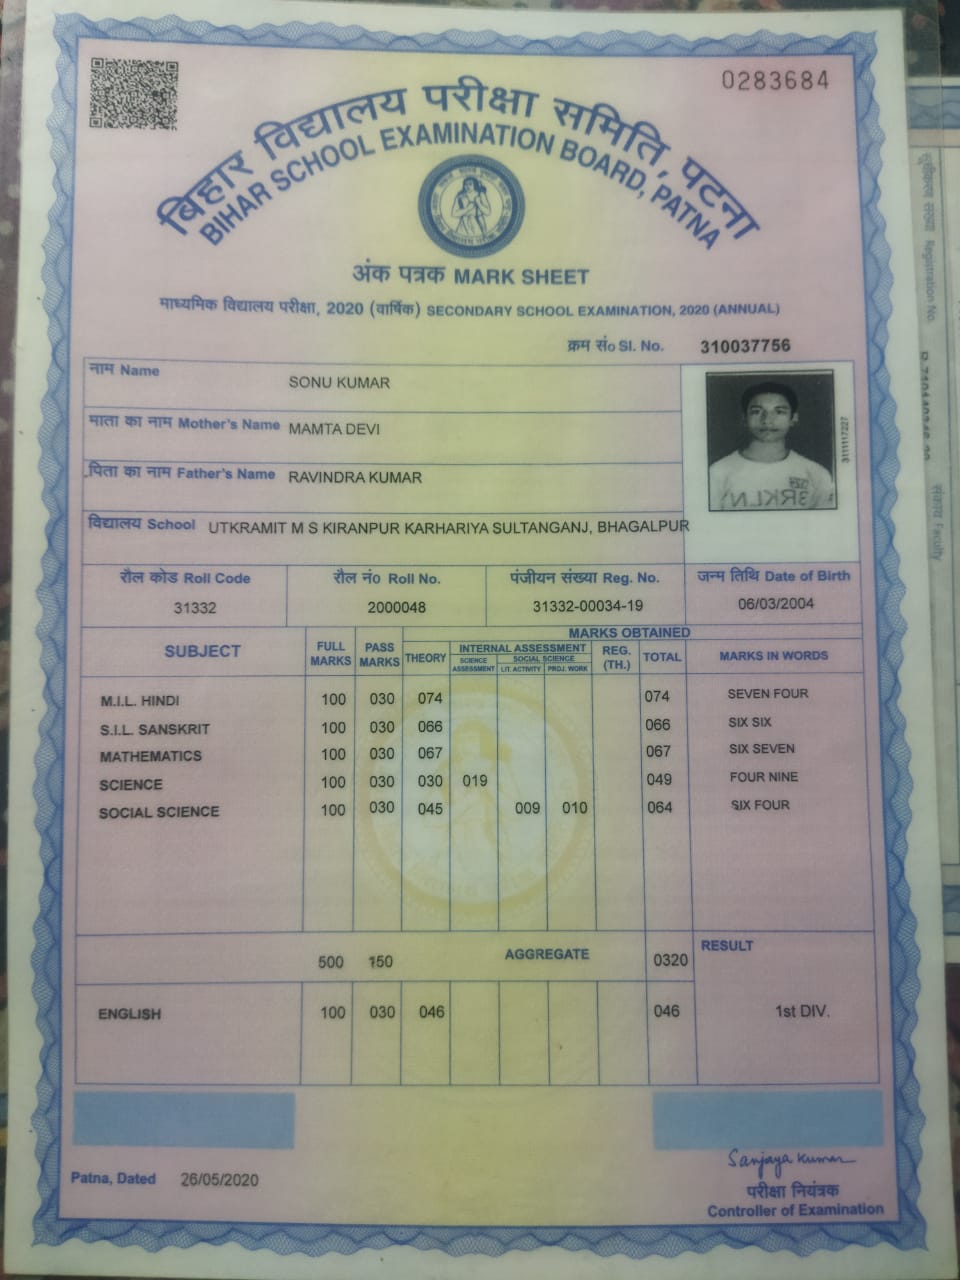 0283684
बिहार विद्यालय परीक्षा समिति, पटना
BIHAR SCHOOL EXAMINATION BOARD, PATNA
अंक पत्रक MARK SHEET
माध्यमिक विद्यालय परीक्षा, 2020 (वार्षिक) SECONDARY SCHOOL EXAMINATION, 2020 (ANNUAL)
क्रम सं० Sl. No. 310037756
नाम Name SONU KUMAR
माता का नाम Mother's Name MAMTA DEVI
पिता का नाम Father's Name RAVINDRA KUMAR
विद्यालय School UTKRAMIT M S KIRANPUR KARHARIYA SULTANGANJ, BHAGALPUR
3111117227
रौल कोड Roll Code रौल नं० Roll No. पंजीयन संख्या Reg. No. जन्म तिथि Date of Birth
31332 2000048 31332-00034-19 06/03/2004
SUBJECT FULL MARKS PASS MARKS MARKS OBTAINED
THEORY INTERNAL ASSESSMENT REG. (TH.) TOTAL MARKS IN WORDS
SCIENCE ASSESSMENT SOCIAL SCIENCE
LIT. ACTIVITY PROJ. WORK
M.I.L. HINDI 100 030 074 074 SEVEN FOUR
S.I.L. SANSKRIT 100 030 066 066 SIX SIX
MATHEMATICS 100 030 067 067 SIX SEVEN
SCIENCE 100 030 030 019 049 FOUR NINE
SOCIAL SCIENCE 100 030 045 009 010 064 SIX FOUR
500 150 AGGREGATE 0320 RESULT
ENGLISH 100 030 046 046 1st DIV.
Patna, Dated 26/05/2020
Sanjaya Kumar
परीक्षा नियंत्रक
Controller of Examination
Registration No.
संकाय Faculty